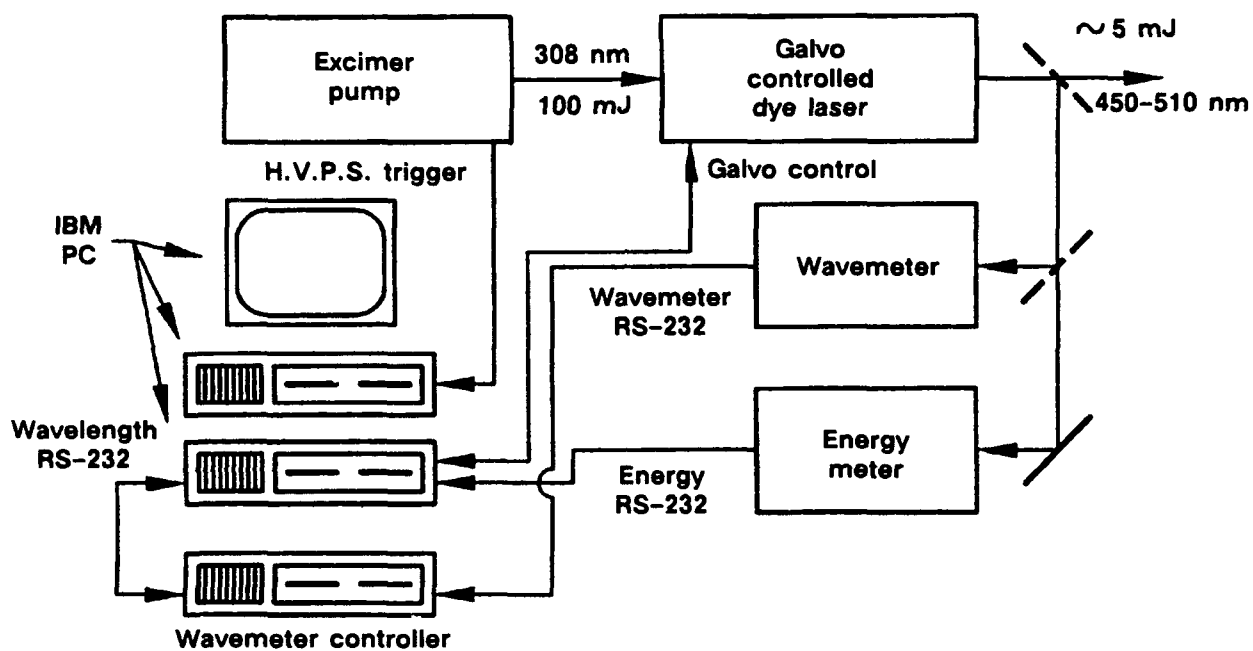 Excimer
pump
308 nm
100 mJ
Galvo
controlled
dye laser
~ 5 mJ
450-510 nm
H.V.P.S. trigger
Galvo control
IBM
PC
Wavemeter
Wavemeter
RS-232
Wavelength
RS-232
Energy
meter
Energy
RS-232
Wavemeter controller